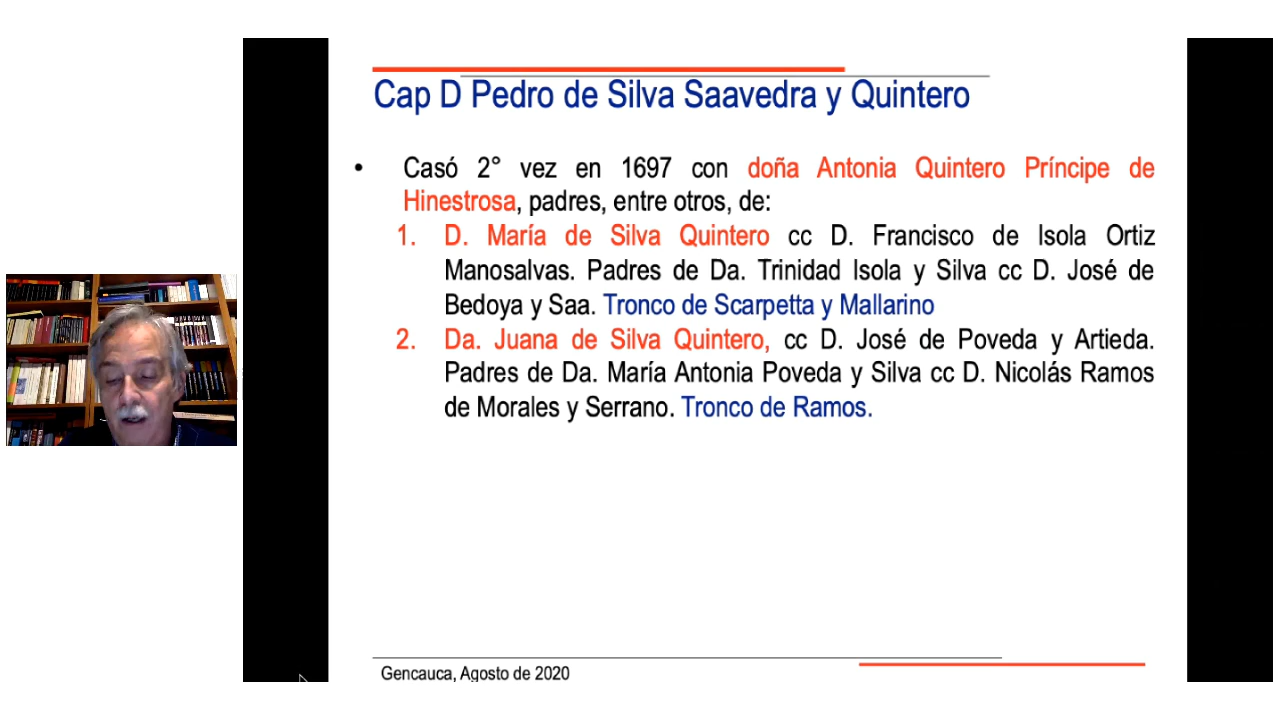 Cap D Pedro de Silva Saavedra y Quintero
• Casó 2° vez en 1697 con doña Antonia Quintero Príncipe de
Hinestrosa, padres, entre otros, de:
1. D. María de Silva Quintero cc D. Francisco de Isola Ortiz
Manosalvas. Padres de Da. Trinidad Isola y Silva cc D. José de
Bedoya y Saa. Tronco de Scarpetta y Mallarino
2. Da. Juana de Silva Quintero, cc D. José de Poveda y Artieda.
Padres de Da. María Antonia Poveda y Silva cc D. Nicolás Ramos
de Morales y Serrano. Tronco de Ramos.
Gencauca, Agosto de 2020